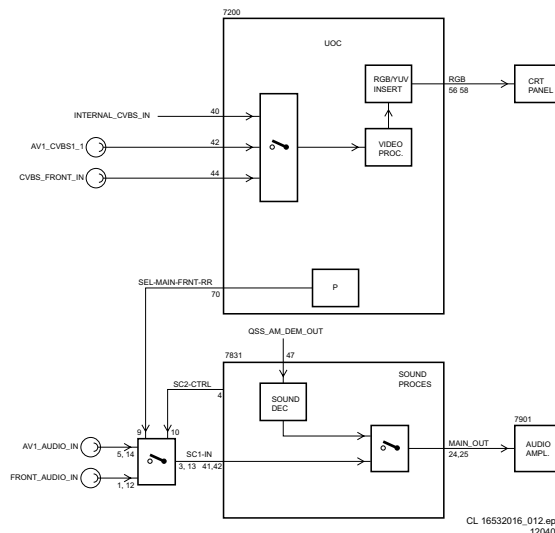 7200
UOC
RGB/YUV
INSERT
RGB
56 58
CRT
PANEL
INTERNAL_CVBS_IN
40
AV1_CVBS1_1
42
VIDEO
PROC.
CVBS_FRONT_IN
44
SEL-MAIN-FRNT-RR
70
P
QSS_AM_DEM_OUT
7831
47
SOUND
PROCES
SC2-CTRL
4
SOUND
DEC
9
10
7901
AV1_AUDIO_IN
5, 14
SC1-IN
3, 13
41,42
MAIN_OUT
24,25
AUDIO
AMPL.
FRONT_AUDIO_IN
1, 12
CL 16532016_012.ep
12040